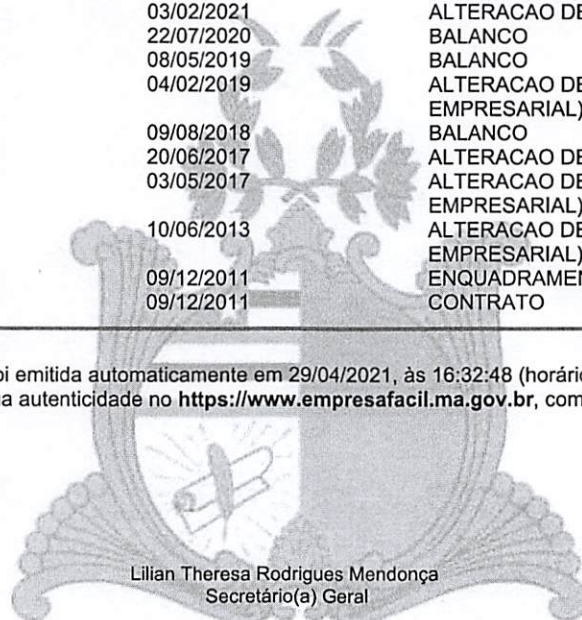 03/02/2021 ALTERACAO DE
22/07/2020 BALANCO
08/05/2019 BALANCO
04/02/2019 ALTERACAO DE
EMPRESARIAL)
09/08/2018 BALANCO
20/06/2017 ALTERACAO DE
03/05/2017 ALTERACAO DE
EMPRESARIAL)
10/06/2013 ALTERACAO DE
EMPRESARIAL)
09/12/2011 ENQUADRAMEN
09/12/2011 CONTRATO
oi emitida automaticamente em 29/04/2021, às 16:32:48 (horário
a autenticidade no https://www.empresafacil.ma.gov.br, com
Lilian Theresa Rodrigues Mendonça
Secretário(a) Geral